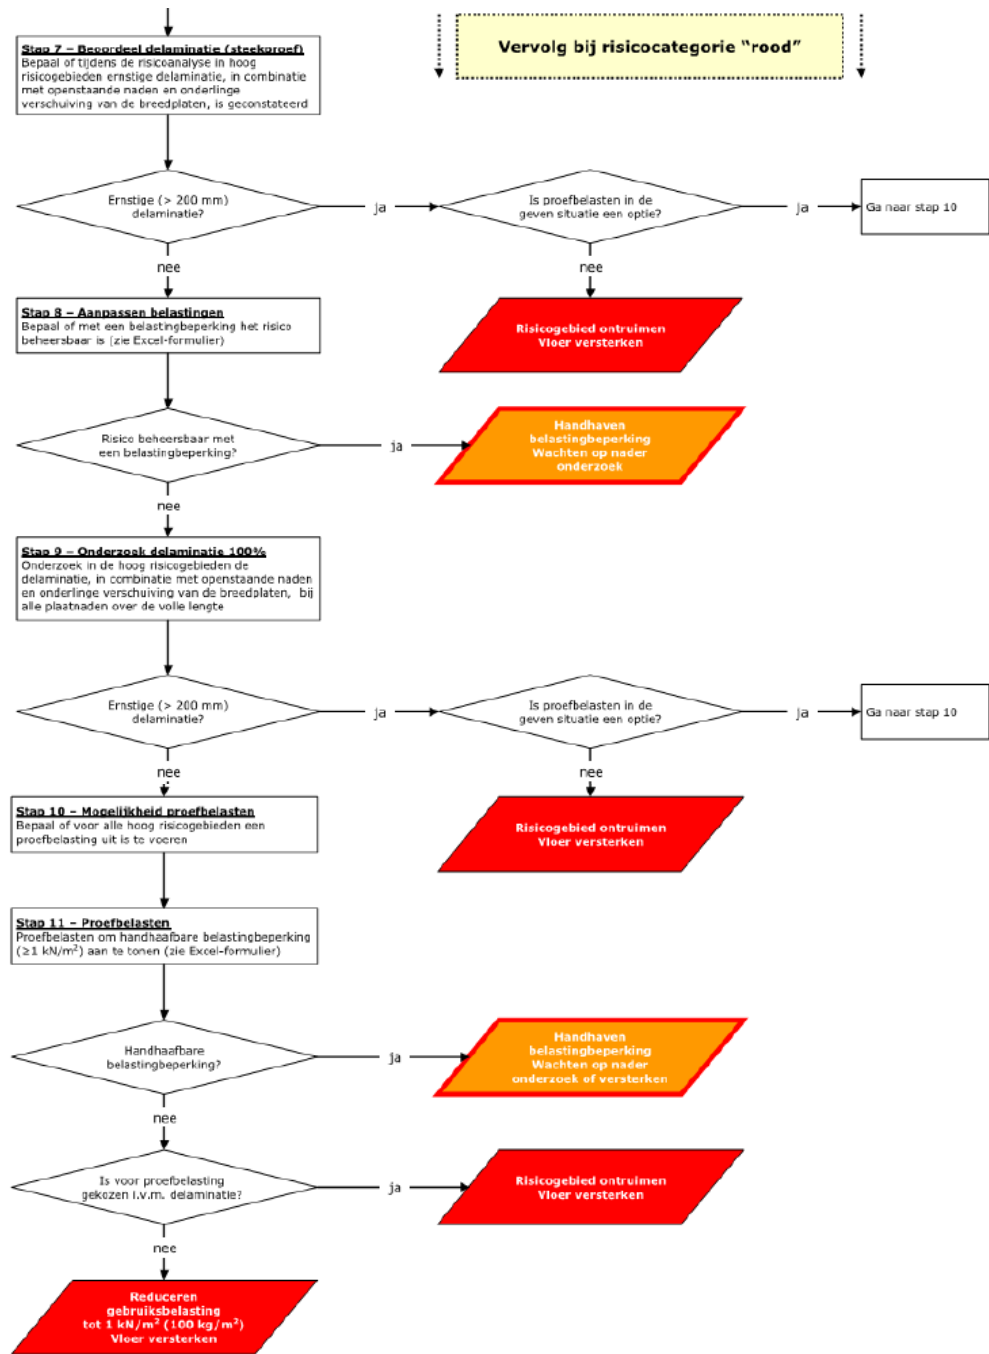 Vervolg bij risicocategorie “rood”
Stap 7 – Beoordeel delaminatie (steekproef)
Bepaal of tijdens de risicoanalyse in hoog
risicogebieden ernstige delaminatie, in combinatie
met openstaande naden en onderlinge
verschuiving van de breedplaten, is geconstateerd
Ernstige (> 200 mm)
delaminatie?
ja
Is proefbelasten in de
geven situatie een optie?
ja
Ga naar stap 10
nee
nee
Stap 8 – Aanpassen belastingen
Bepaal of met een belastingbeperking het risico
beheersbaar is (zie Excel-formulier)
Risicogebied ontruimen
Vloer versterken
Risico beheersbaar met
een belastingbeperking?
ja
Handhaven
belastingbeperking
Wachten op nader
onderzoek
nee
Stap 9 – Onderzoek delaminatie 100%
Onderzoek in de hoog risicogebieden de
delaminatie, in combinatie met openstaande naden
en onderlinge verschuiving van de breedplaten, bij
alle plaatnaden over de volle lengte
Ernstige (> 200 mm)
delaminatie?
ja
Is proefbelasten in de
geven situatie een optie?
ja
Ga naar stap 10
nee
nee
Stap 10 – Mogelijkheid proefbelasten
Bepaal of voor alle hoog risicogebieden een
proefbelasting uit is te voeren
Risicogebied ontruimen
Vloer versterken
Stap 11 – Proefbelasten
Proefbelasten om handhaafbare belastingbeperking
(≥1 kN/m²) aan te tonen (zie Excel-formulier)
Handhaafbare
belastingbeperking?
ja
Handhaven
belastingbeperking
Wachten op nader
onderzoek of versterken
nee
Is voor proefbelasting
gekozen i.v.m. delaminatie?
ja
Risicogebied ontruimen
Vloer versterken
nee
Reduceren
gebruiksbelasting
tot 1 kN/m² (100 kg/m²)
Vloer versterken